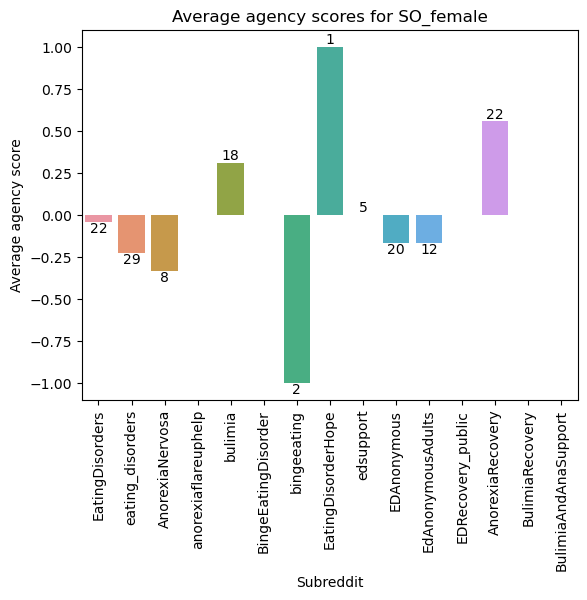 Average agency scores for SO_female
Average agency score
1.00
0.75
0.50
0.25
0.00
−0.25
−0.50
−0.75
−1.00
22
29
8
18
2
1
5
20
12
22
EatingDisorders
eating_disorders
AnorexiaNervosa
anorexiaflareuphelp
bulimia
BingeEatingDisorder
bingeeating
EatingDisorderHope
edsupport
EDAnonymous
EdAnonymousAdults
EDRecovery_public
AnorexiaRecovery
BulimiaRecovery
BulimiaAndAnaSupport
Subreddit